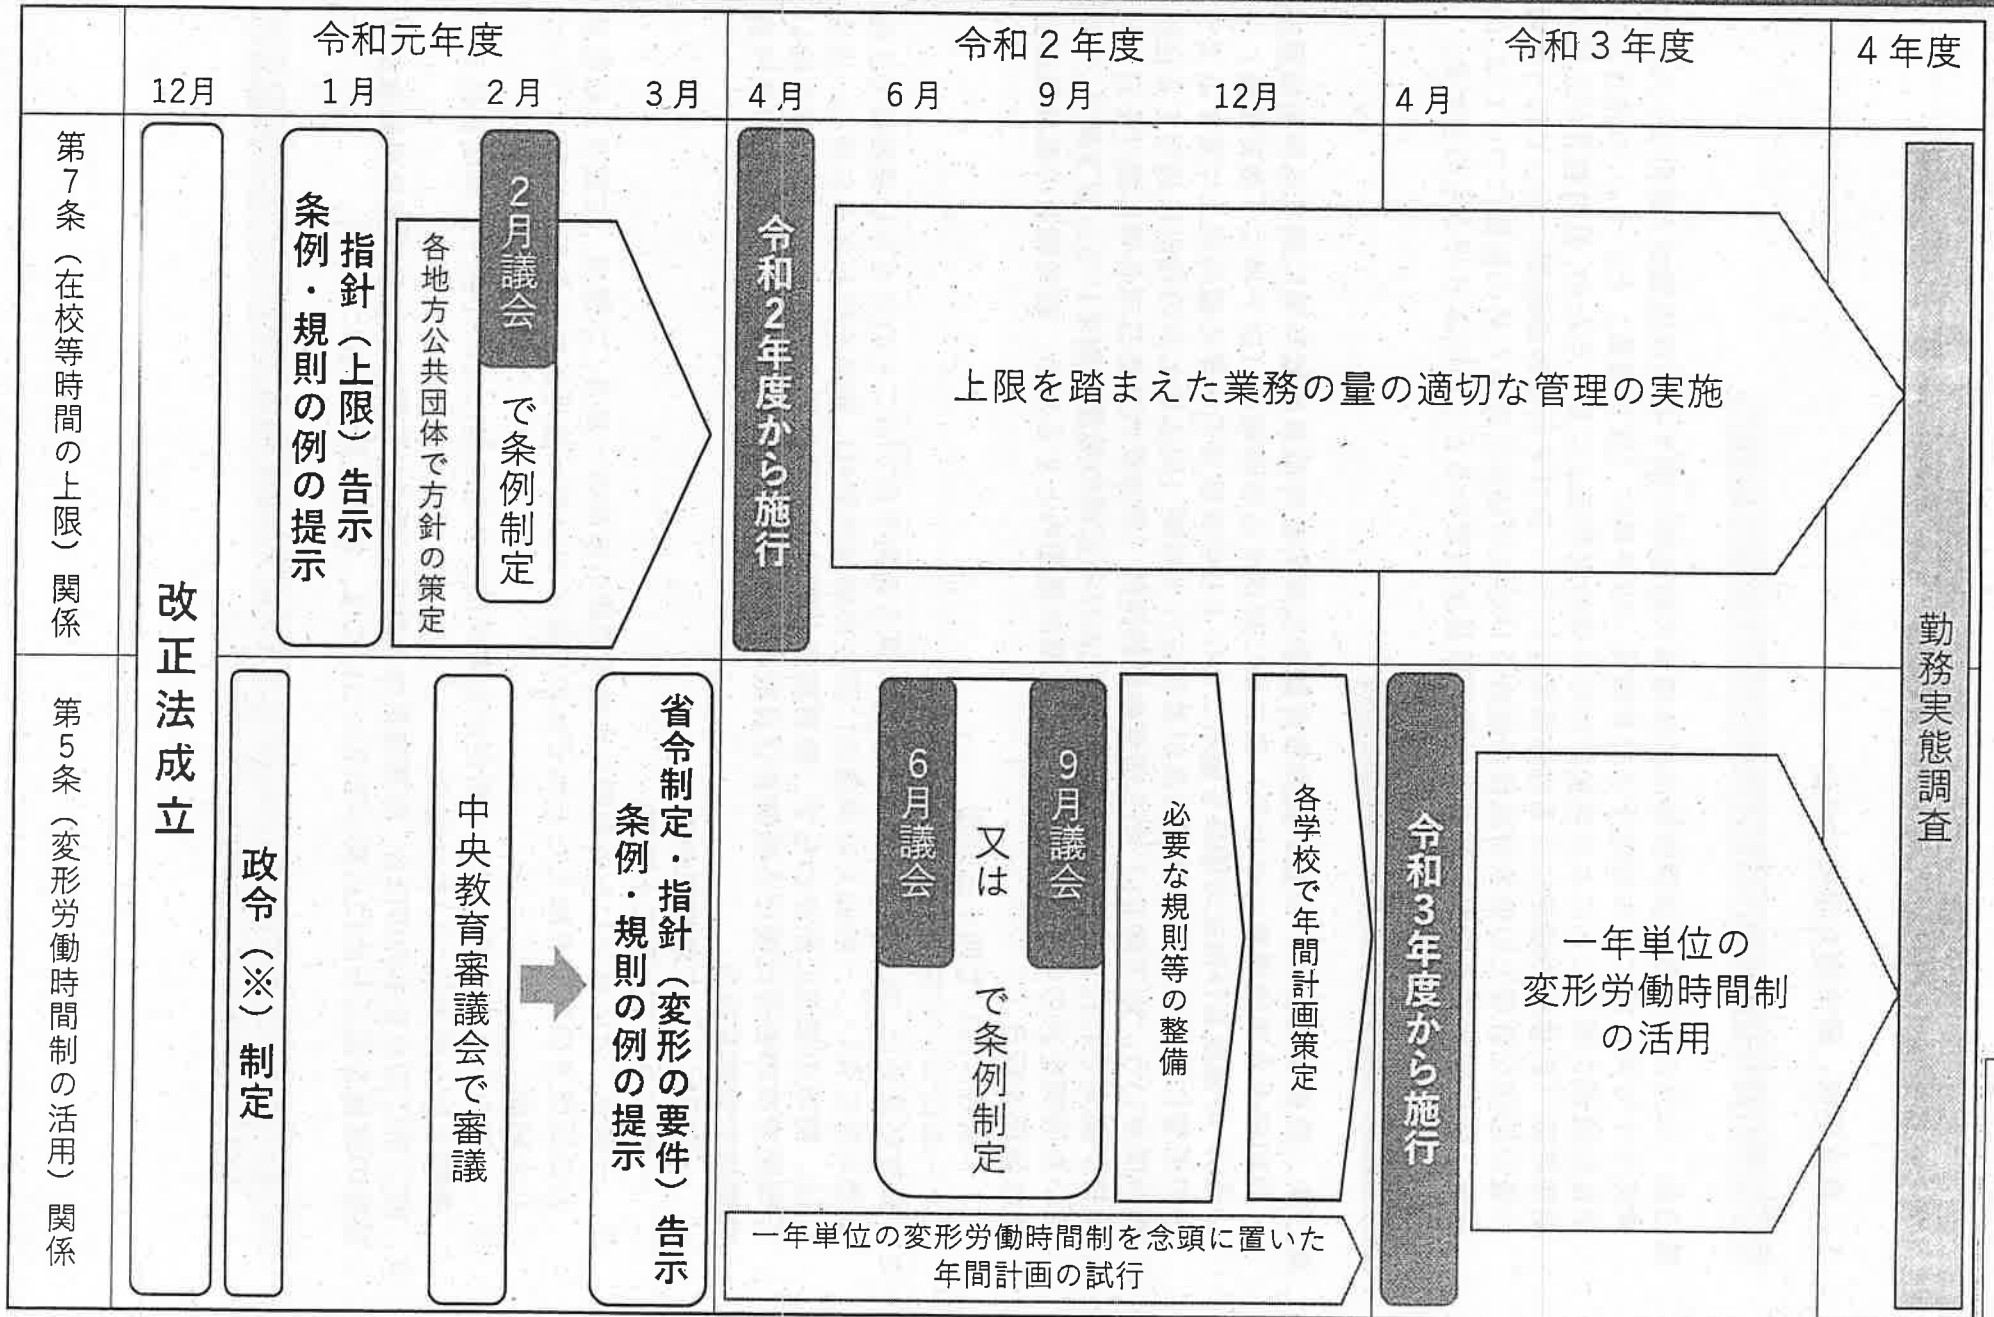 令和元年度
令和2年度
令和3年度
4年度
12月
1月
2月
3月
4月
6月
9月
12月
4月
第7条（在校等時間の上限）関係
改正法成立
指針（上限）告示
条例・規則の例の提示
各地方公共団体で方針の策定
2月議会で条例制定
令和2年度から施行
上限を踏まえた業務の量の適切な管理の実施
勤務実態調査
第5条（変形労働時間制の活用）関係
政令（※）制定
中央教育審議会で審議
省令制定・指針（変形の要件）告示
条例・規則の例の提示
6月議会
又は
9月議会
で条例制定
必要な規則等の整備
各学校で年間計画策定
令和3年度から施行
一年単位の
変形労働時間制
の活用
一年単位の変形労働時間制を念頭に置いた
年間計画の試行